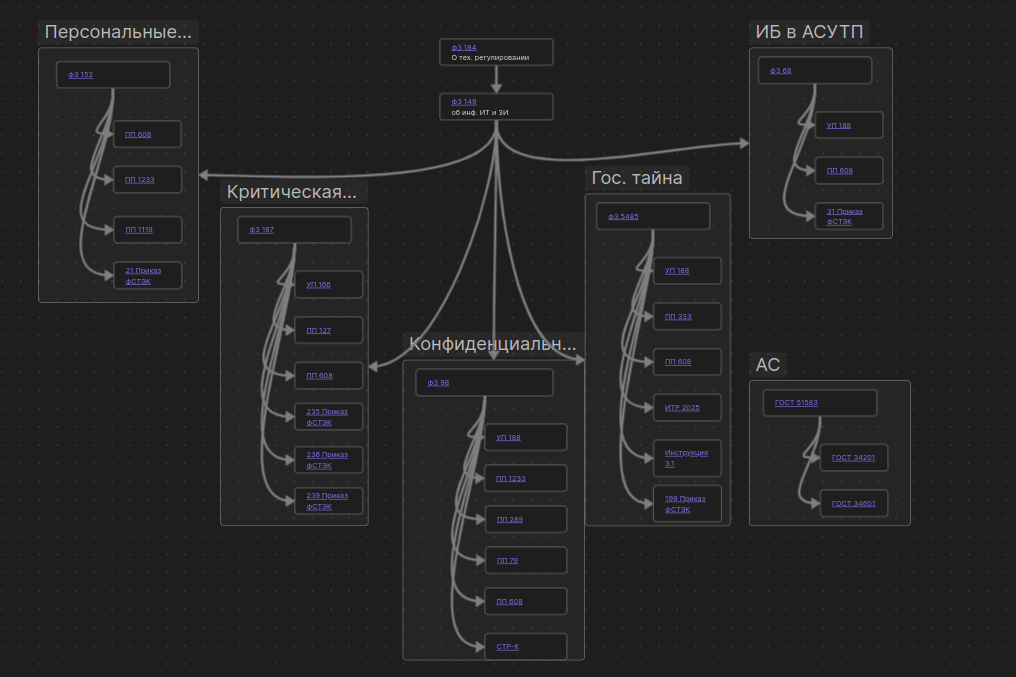 Персональные...
ФЗ 152
ПП 608
ПП 1233
ПП 1119
21 Приказ
ФСТЭК
ФЗ 184
О тех. регулировании
ФЗ 149
об инф. ИТ и ЗИ
ИБ в АСУТП
ФЗ 68
УП 188
ПП 608
31 Приказ
ФСТЭК
Критическая...
ФЗ 187
УП 166
ПП 127
ПП 608
235 Приказ
ФСТЭК
236 Приказ
ФСТЭК
239 Приказ
ФСТЭК
Конфиденциальн...
ФЗ 98
УП 188
ПП 1233
ПП 289
ПП 79
ПП 608
СТР-К
Гос. тайна
ФЗ 5485
УП 188
ПП 333
ПП 608
ИТР 2025
Инструкция
3.1
199 Приказ
ФСТЭК
АС
ГОСТ 51583
ГОСТ 34201
ГОСТ 34601